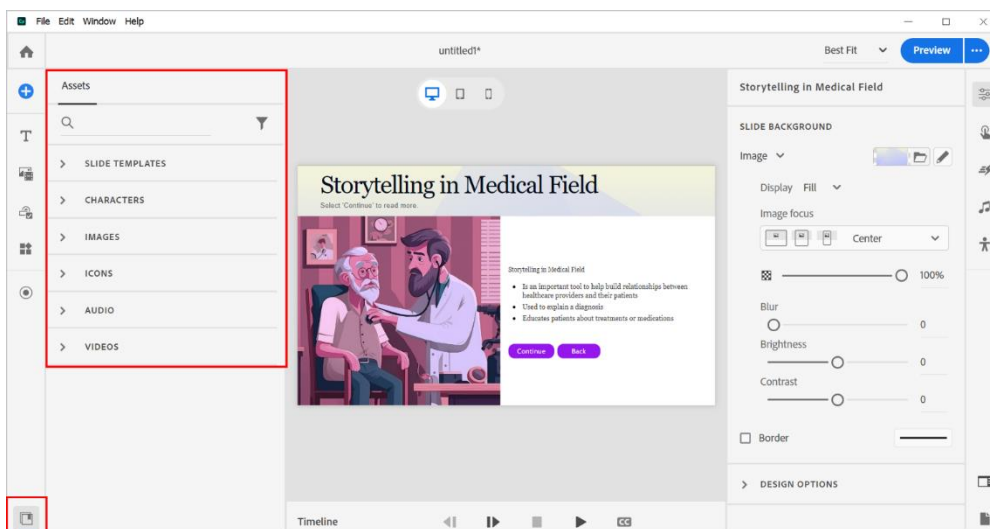 File Edit Window Help
untitled1*
Best Fit
Preview
Assets
SLIDE TEMPLATES
CHARACTERS
IMAGES
ICONS
AUDIO
VIDEOS
Storytelling in Medical Field
Select 'Continue' to read more.
Storytelling in Medical Field
• Is an important tool to help build relationships between
healthcare providers and their patients
• Used to explain a diagnosis
• Educates patients about treatments or medications
Continue Back
Timeline
CC
Storytelling in Medical Field
SLIDE BACKGROUND
Image
Display Fill
Image focus
Center
100%
Blur
0
Brightness
0
Contrast
0
Border
DESIGN OPTIONS